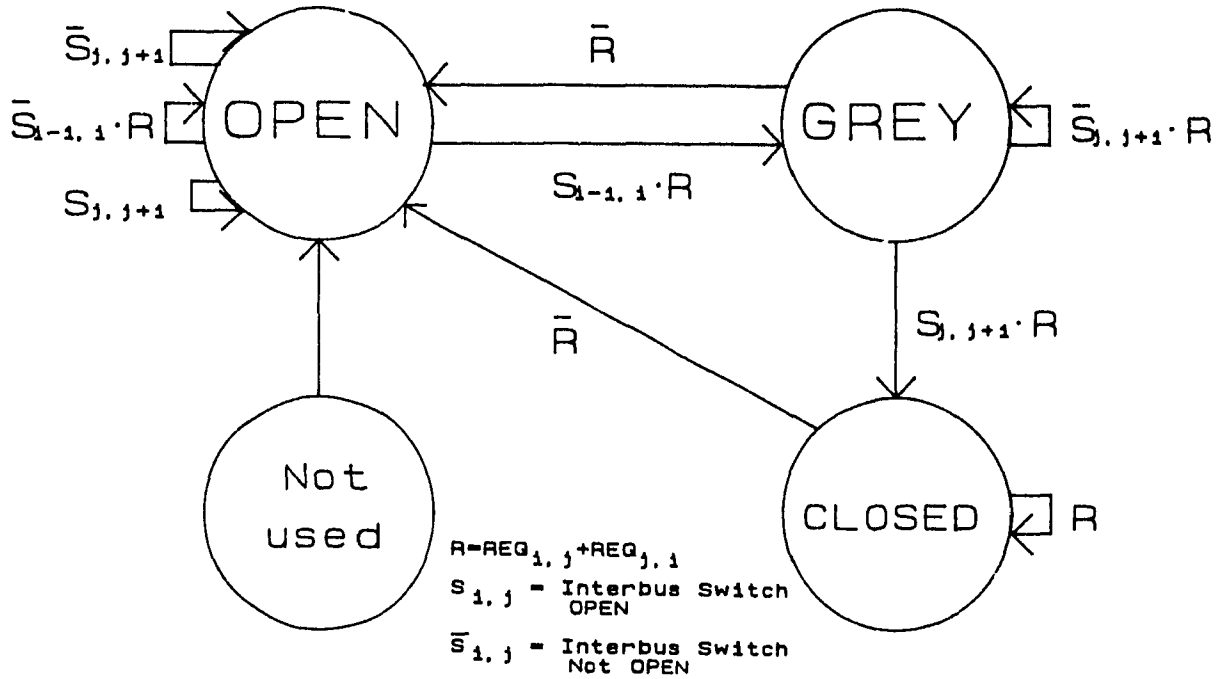 S̄j, j+1
R̄
OPEN
GREY
S̄i-1, i · R
S̄j, j+1 · R
Sj, j+1
Si-1, i · R
R̄
Sj, j+1 · R
Not
used
CLOSED
R
R=REQi, j+REQj, i
Si, j = Interbus Switch
OPEN
S̄i, j = Interbus Switch
Not OPEN